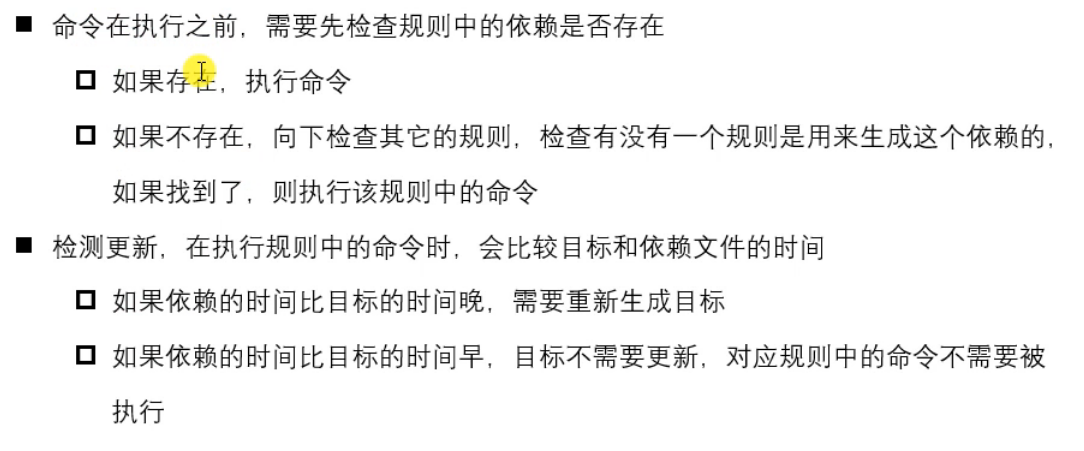 ■ 命令在执行之前，需要先检查规则中的依赖是否存在
□ 如果存在，执行命令
□ 如果不存在，向下检查其它的规则，检查有没有一个规则是用来生成这个依赖的，
如果找到了，则执行该规则中的命令
■ 检测更新，在执行规则中的命令时，会比较目标和依赖文件的时间
□ 如果依赖的时间比目标的时间晚，需要重新生成目标
□ 如果依赖的时间比目标的时间早，目标不需要更新，对应规则中的命令不需要被
执行